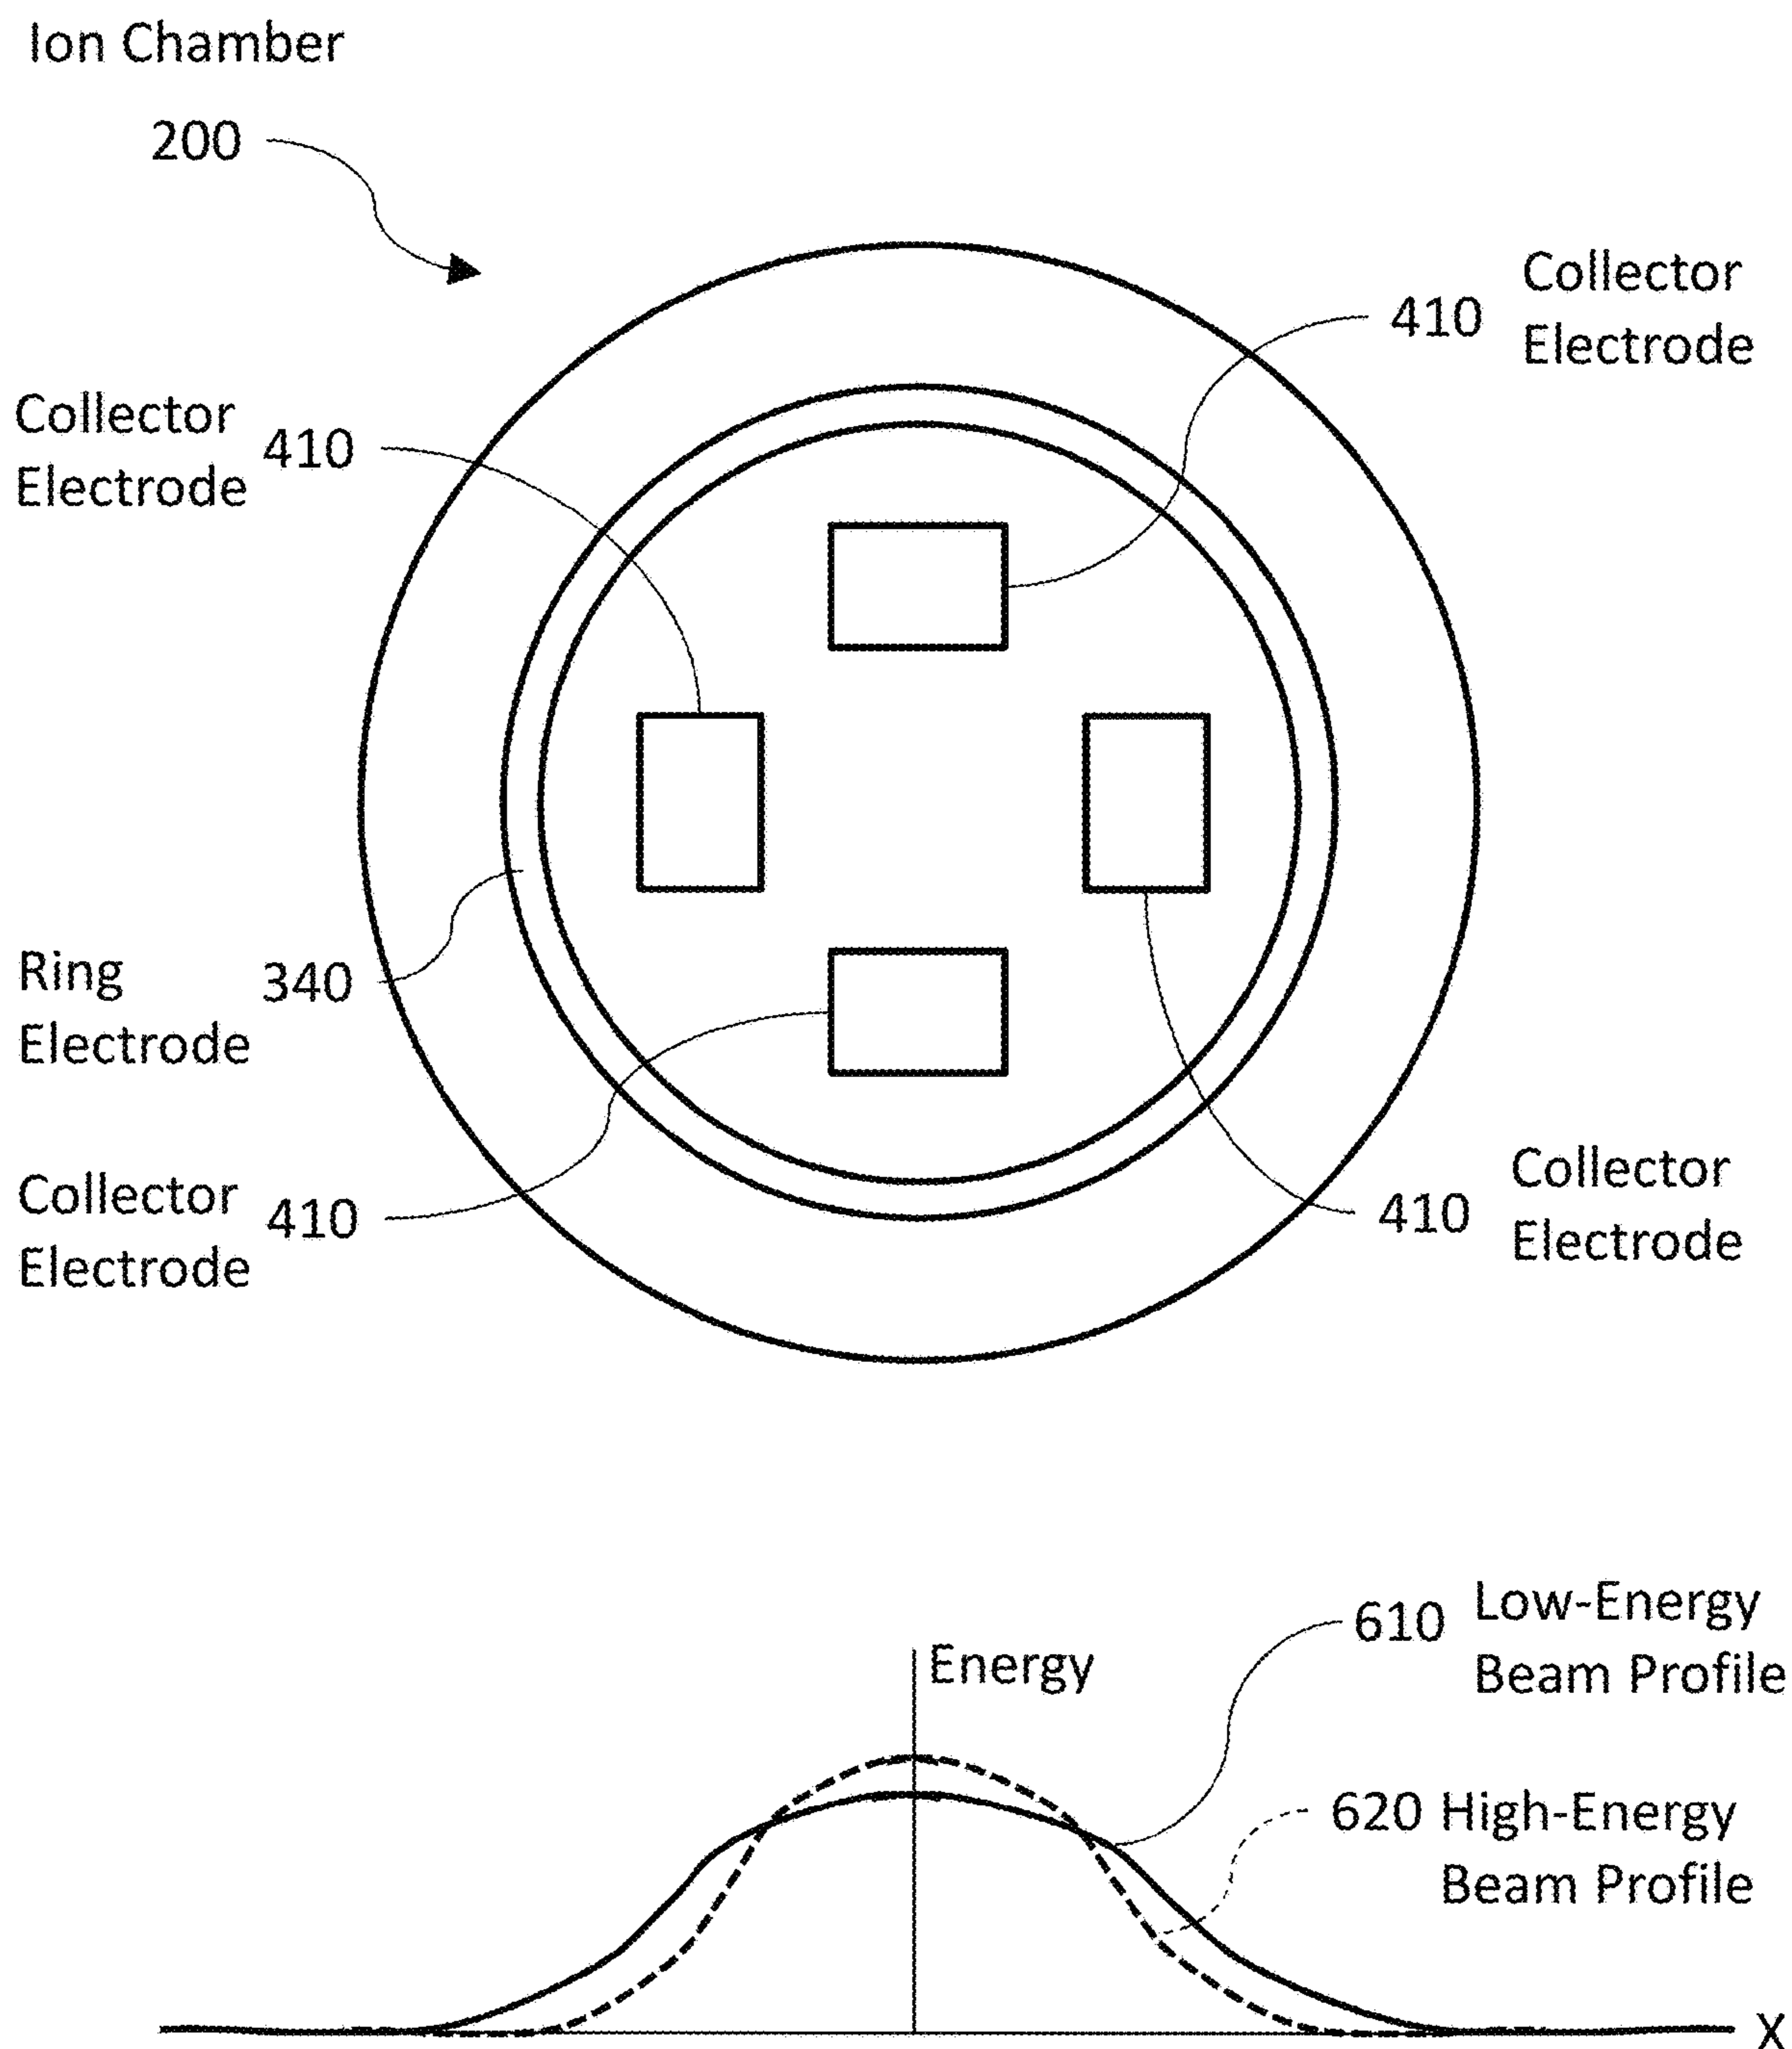 Ion Chamber
200
Collector
410
Electrode
Collector
410
Electrode
Ring
340
Electrode
Collector
410
Electrode
Collector
410
Electrode
Energy
610 Low-Energy
Beam Profile
620 High-Energy
Beam Profile
X